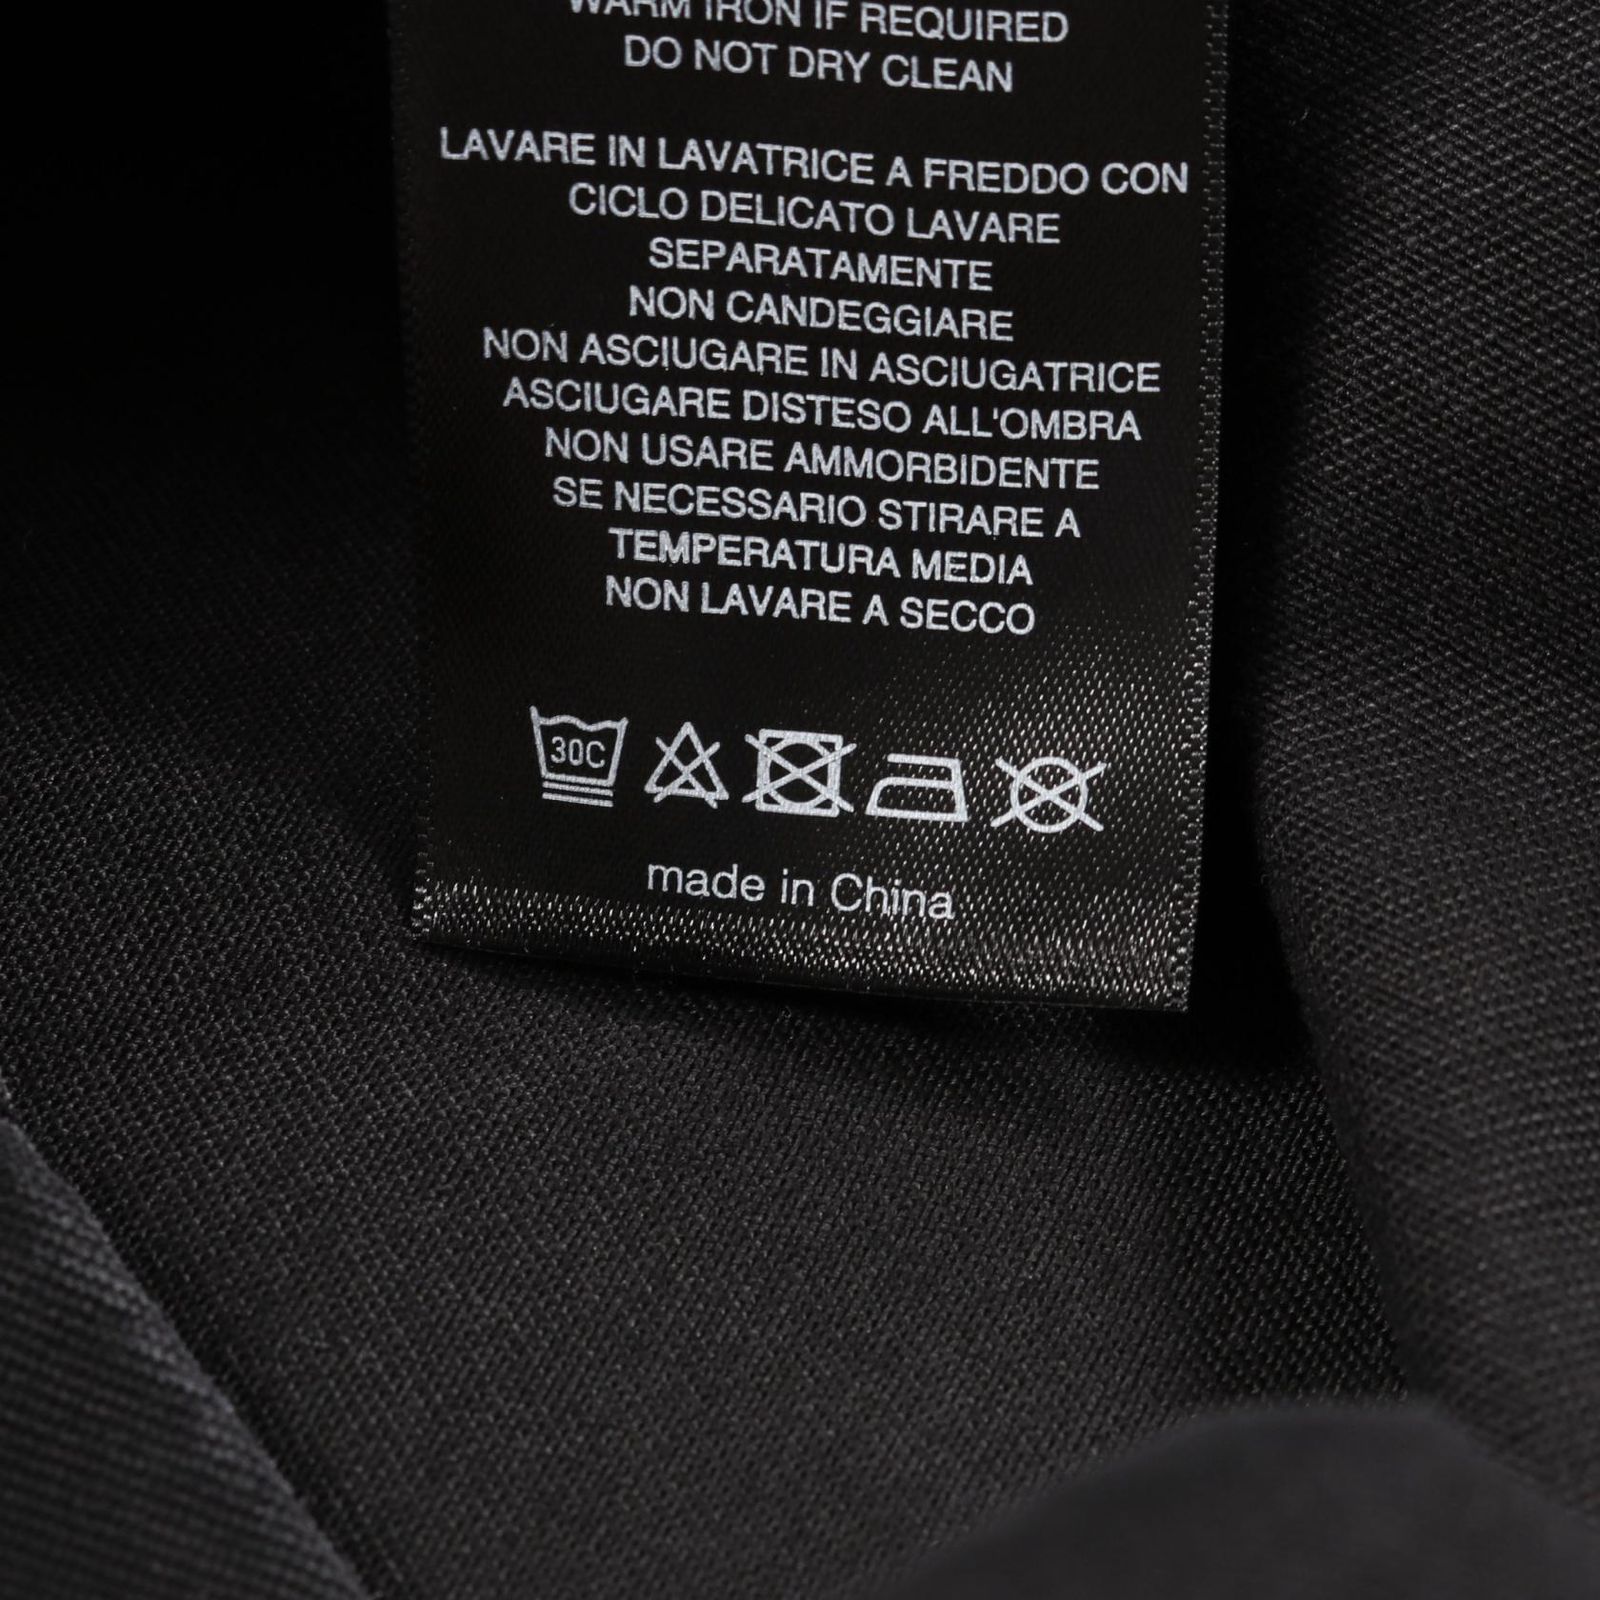 WARM IRON IF REQUIRED
DO NOT DRY CLEAN
LAVARE IN LAVATRICE A FREDDO CON
CICLO DELICATO LAVARE
SEPARATAMENTE
NON CANDEGGIARE
NON ASCIUGARE IN ASCIUGATRICE
ASCIUGARE DISTESO ALL'OMBRA
NON USARE AMMORBIDENTE
SE NECESSARIO STIRARE A
TEMPERATURA MEDIA
NON LAVARE A SECCO
30C
made in China